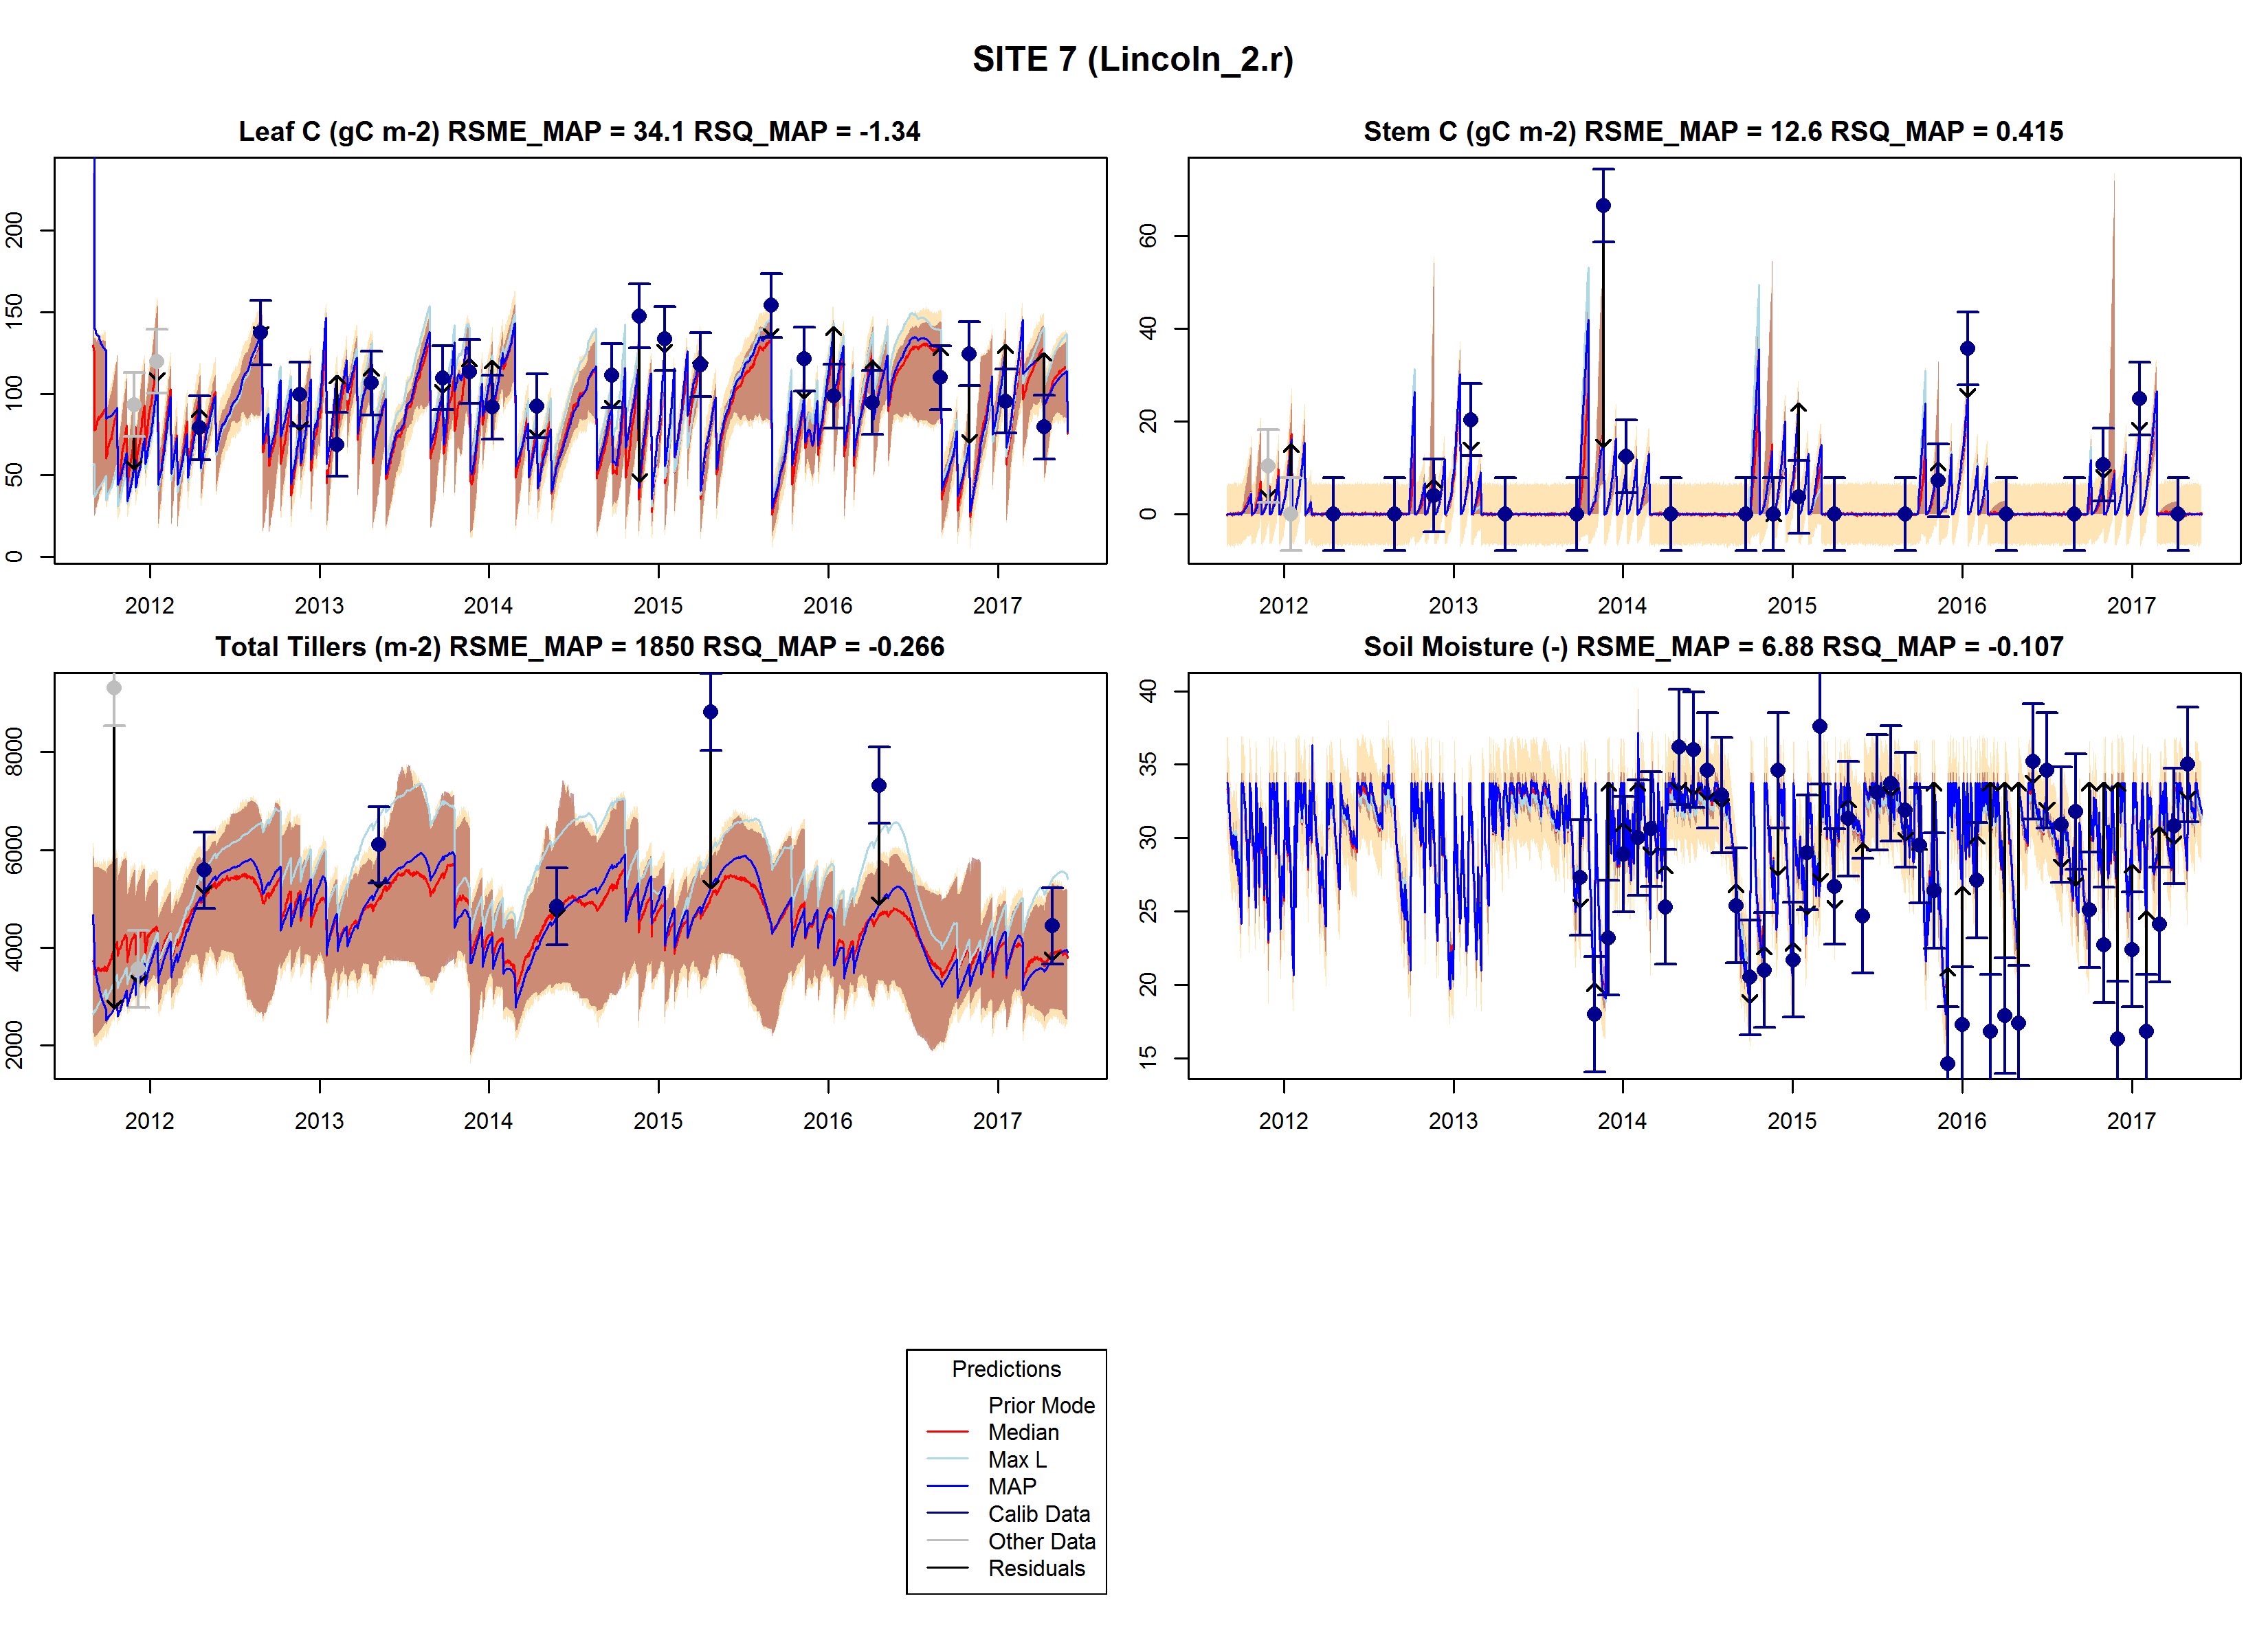 SITE 7 (Lincoln_2.r)
Leaf C (gC m-2) RSME_MAP = 34.1 RSQ_MAP = -1.34
200
150
100
50
0
2012 2013 2014 2015 2016 2017
Stem C (gC m-2) RSME_MAP = 12.6 RSQ_MAP = 0.415
60
40
20
0
2012 2013 2014 2015 2016 2017
Total Tillers (m-2) RSME_MAP = 1850 RSQ_MAP = -0.266
8000
6000
4000
2000
2012 2013 2014 2015 2016 2017
Soil Moisture (-) RSME_MAP = 6.88 RSQ_MAP = -0.107
40
35
30
25
20
15
2012 2013 2014 2015 2016 2017
Predictions
Prior Mode
Median
Max L
MAP
Calib Data
Other Data
Residuals